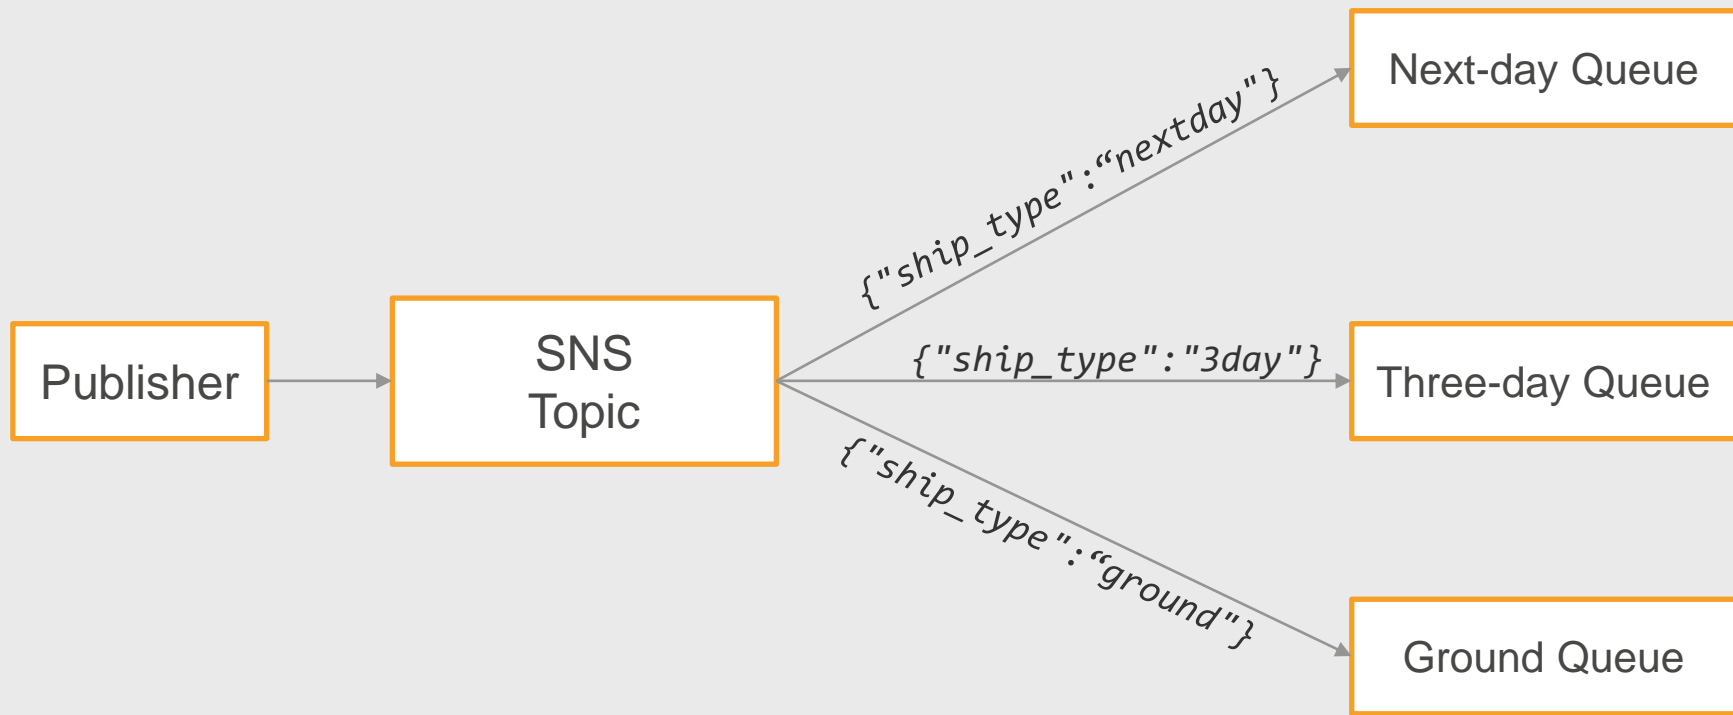 Publisher
SNS
Topic
{"ship_type":“nextday"}
{"ship_type":"3day"}
{"ship_type":“ground"}
Next-day Queue
Three-day Queue
Ground Queue